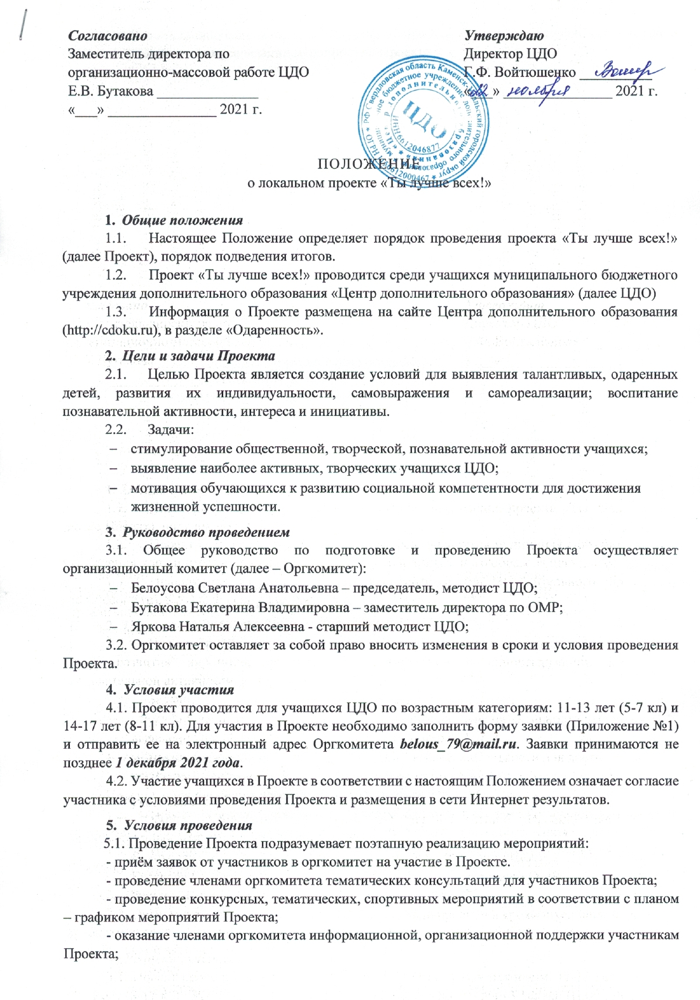 Согласовано
Заместитель директора по
организационно-массовой работе ЦДО
Е.В. Бутакова ______________
«___» _______________ 2021 г.
Утверждаю
Директор ЦДО
Г.Ф. Войтюшенко __________
«22» ноября 2021 г.
РФ Свердловская область Каменск-Уральский городской округ
ОГРН
ЦДО
ИНН6612046877
ПОЛОЖЕНИЕ
о локальном проекте «Ты лучше всех!»
1. Общие положения
1.1. Настоящее Положение определяет порядок проведения проекта «Ты лучше всех!»
(далее Проект), порядок подведения итогов.
1.2. Проект «Ты лучше всех!» проводится среди учащихся муниципального бюджетного
учреждения дополнительного образования «Центр дополнительного образования» (далее ЦДО)
1.3. Информация о Проекте размещена на сайте Центра дополнительного образования
(http://cdoku.ru), в разделе «Одаренность».
2. Цели и задачи Проекта
2.1. Целью Проекта является создание условий для выявления талантливых, одаренных
детей, развития их индивидуальности, самовыражения и самореализации; воспитание
познавательной активности, интереса и инициативы.
2.2. Задачи:
– стимулирование общественной, творческой, познавательной активности учащихся;
– выявление наиболее активных, творческих учащихся ЦДО;
– мотивация обучающихся к развитию социальной компетентности для достижения
жизненной успешности.
3. Руководство проведением
3.1. Общее руководство по подготовке и проведению Проекта осуществляет
организационный комитет (далее – Оргкомитет):
– Белоусова Светлана Анатольевна – председатель, методист ЦДО;
– Бутакова Екатерина Владимировна – заместитель директора по ОМР;
– Яркова Наталья Алексеевна - старший методист ЦДО;
3.2. Оргкомитет оставляет за собой право вносить изменения в сроки и условия проведения
Проекта.
4. Условия участия
4.1. Проект проводится для учащихся ЦДО по возрастным категориям: 11-13 лет (5-7 кл) и
14-17 лет (8-11 кл). Для участия в Проекте необходимо заполнить форму заявки (Приложение №1)
и отправить ее на электронный адрес Оргкомитета belous_79@mail.ru. Заявки принимаются не
позднее 1 декабря 2021 года.
4.2. Участие учащихся в Проекте в соответствии с настоящим Положением означает согласие
участника с условиями проведения Проекта и размещения в сети Интернет результатов.
5. Условия проведения
5.1. Проведение Проекта подразумевает поэтапную реализацию мероприятий:
- приём заявок от участников в оргкомитет на участие в Проекте.
- проведение членами оргкомитета тематических консультаций для участников Проекта;
- проведение конкурсных, тематических, спортивных мероприятий в соответствии с планом
– графиком мероприятий Проекта;
- оказание членами оргкомитета информационной, организационной поддержки участникам
Проекта;